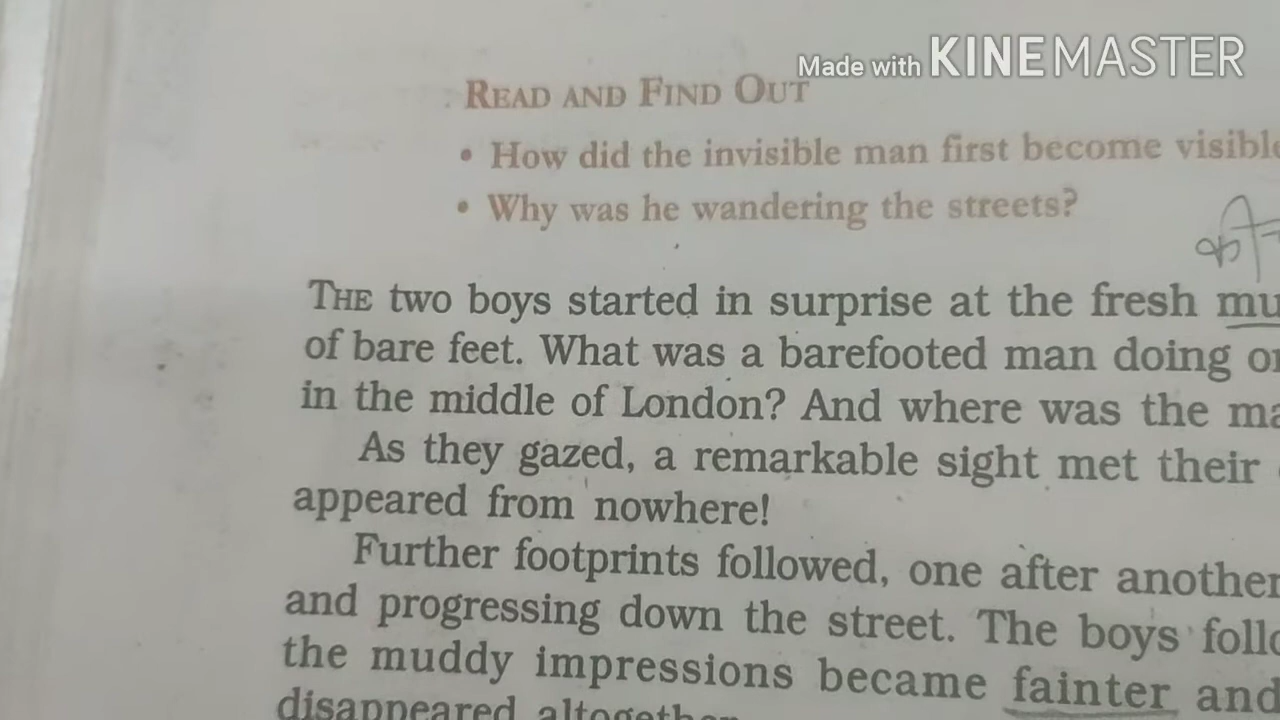 Made with KINEMASTER
READ AND FIND OUT
• How did the invisible man first become visible
• Why was he wandering the streets?
THE two boys started in surprise at the fresh mu
of bare feet. What was a barefooted man doing o
in the middle of London? And where was the ma
As they gazed, a remarkable sight met their
appeared from nowhere!
Further footprints followed, one after another
and progressing down the street. The boys follo
the muddy impressions became fainter and
disappeared altogether